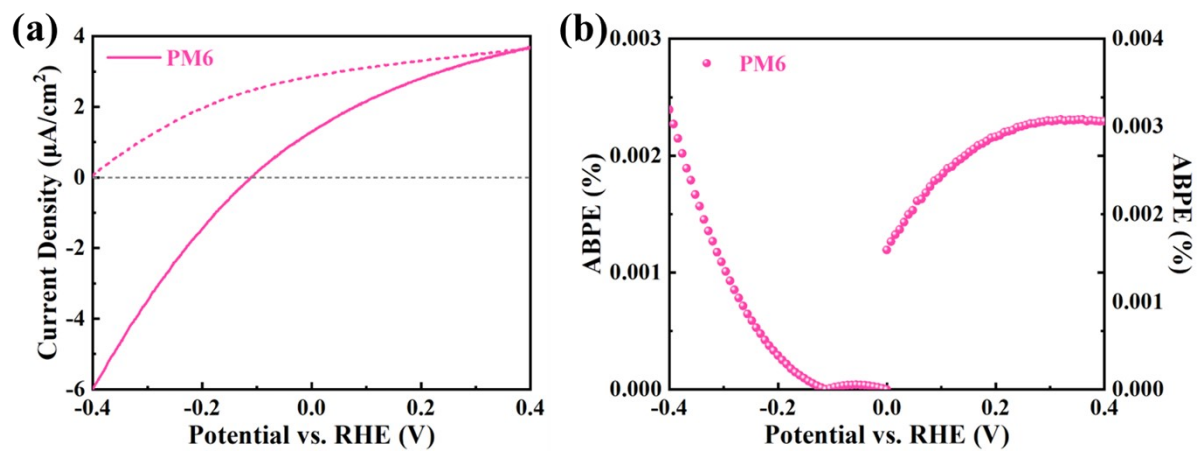 (a)
4
2
0
-2
-4
-6
Current Density (μA/cm²)
PM6
-0.4
-0.2
0.0
0.2
0.4
Potential vs. RHE (V)
(b)
0.003
0.002
0.001
0.000
ABPE (%)
PM6
0.004
0.003
0.002
0.001
0.000
ABPE (%)
-0.4
-0.2
0.0
0.2
0.4
Potential vs. RHE (V)